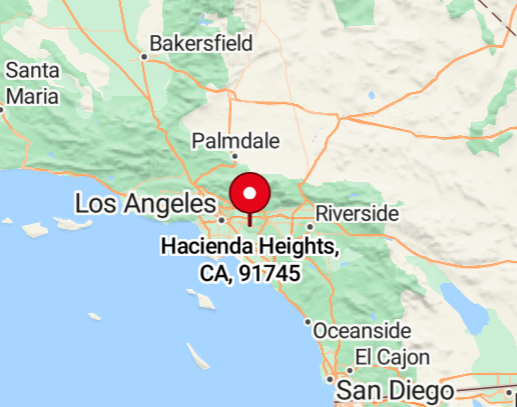 Bakersfield
Santa
Maria
Palmdale
Los Angeles
Riverside
Hacienda Heights,
CA, 91745
Oceanside
El Cajon
San Diego